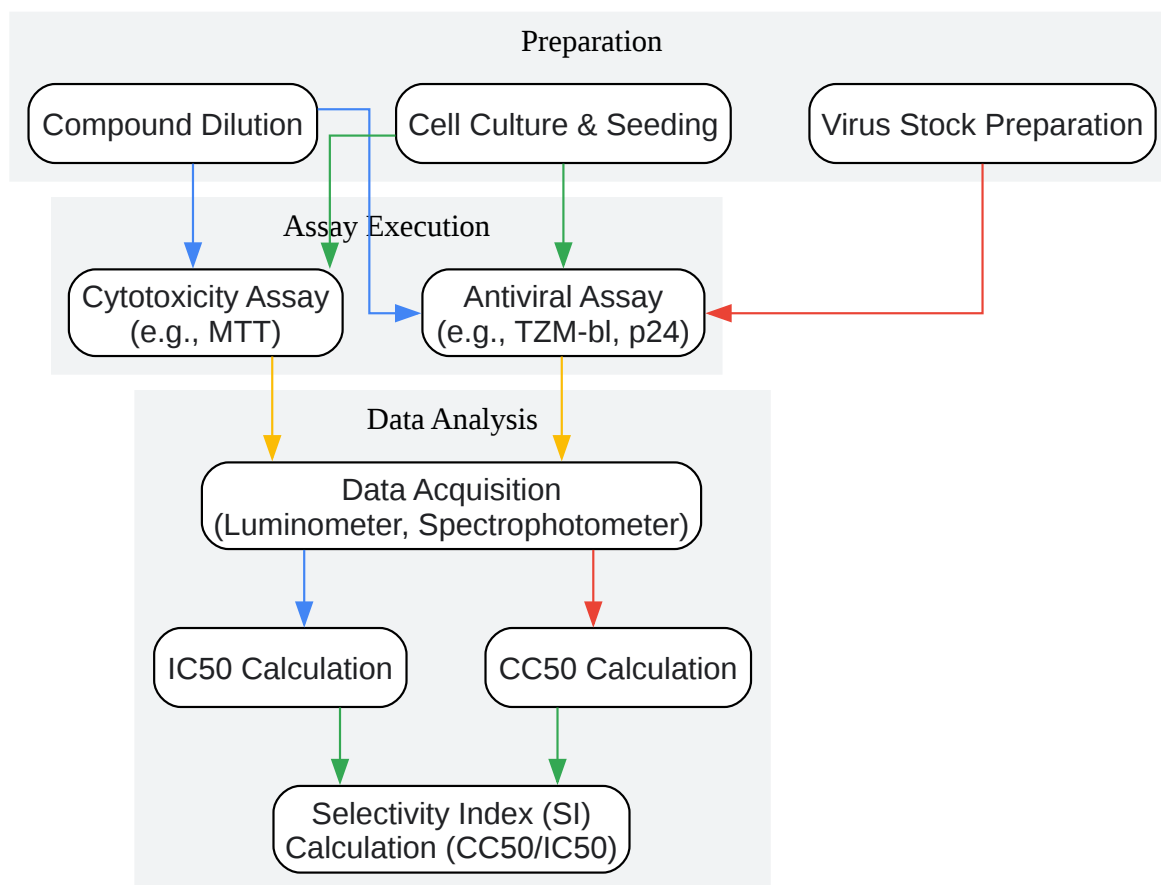 Preparation
Compound Dilution
Cell Culture & Seeding
Virus Stock Preparation
Assay Execution
Cytotoxicity Assay
(e.g., MTT)
Antiviral Assay
(e.g., TZM-bl, p24)
Data Analysis
Data Acquisition
(Luminometer, Spectrophotometer)
IC50 Calculation
CC50 Calculation
Selectivity Index (SI)
Calculation (CC50/IC50)